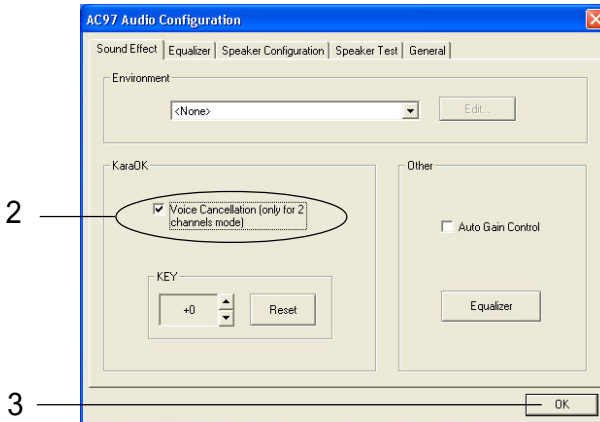 AC97 Audio Configuration
Sound Effect Equalizer Speaker Configuration Speaker Test General
Environment
<None>
Edit...
KaraOK
Other
2
Voice Cancellation (only for 2
channels mode)
Auto Gain Control
KEY
+0
Reset
Equalizer
3
OK